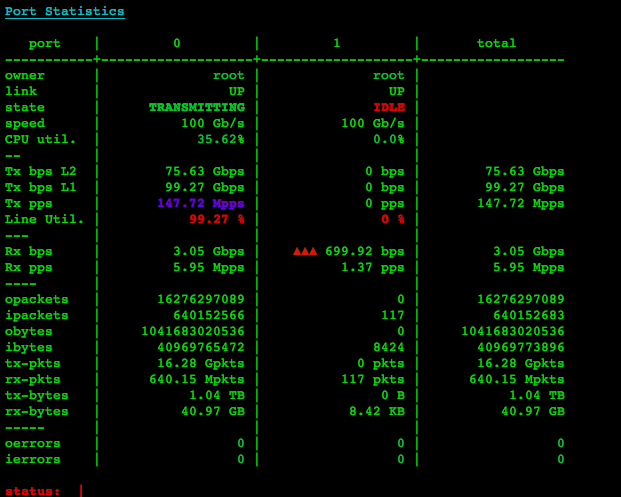 Port Statistics
port | 0 | 1 | total
-----------+-------------------+-------------------+------------------
owner | root | root |
link | UP | UP |
state | TRANSMITTING | IDLE |
speed | 100 Gb/s | 100 Gb/s |
CPU util. | 35.62% | 0.0% |
-- | | |
Tx bps L2 | 75.63 Gbps | 0 bps | 75.63 Gbps
Tx bps L1 | 99.27 Gbps | 0 bps | 99.27 Gbps
Tx pps | 147.72 Mpps | 0 pps | 147.72 Mpps
Line Util. | 99.27 % | 0 % |
--- | | |
Rx bps | 3.05 Gbps | ▲▲▲ 699.92 bps | 3.05 Gbps
Rx pps | 5.95 Mpps | 1.37 pps | 5.95 Mpps
---- | | |
opackets | 16276297089 | 0 | 16276297089
ipackets | 640152566 | 117 | 640152683
obytes | 1041683020536 | 0 | 1041683020536
ibytes | 40969765472 | 8424 | 40969773896
tx-pkts | 16.28 Gpkts | 0 pkts | 16.28 Gpkts
rx-pkts | 640.15 Mpkts | 117 pkts | 640.15 Mpkts
tx-bytes | 1.04 TB | 0 B | 1.04 TB
rx-bytes | 40.97 GB | 8.42 KB | 40.97 GB
----- | | |
oerrors | 0 | 0 | 0
ierrors | 0 | 0 | 0
status: |